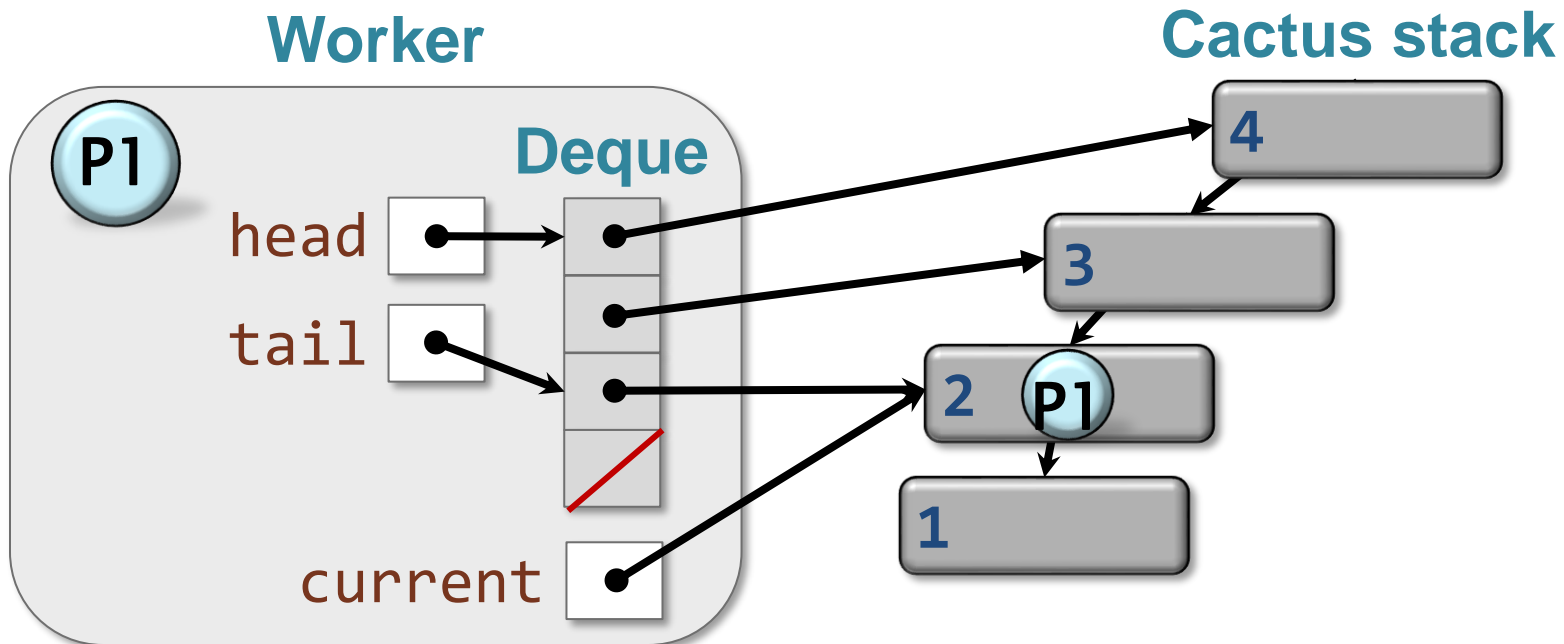 Worker
Cactus stack
P1
Deque
head
tail
current
4
3
2
P1
1